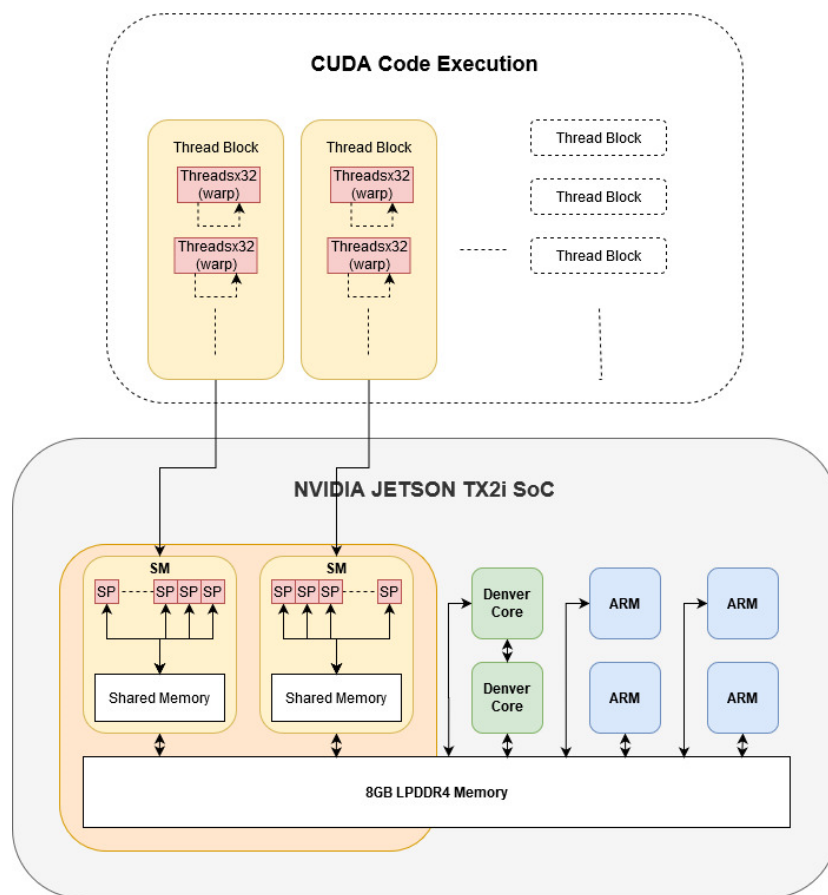 CUDA Code Execution
Thread Block
Threadsx32
(warp)
Threadsx32
(warp)
Thread Block
Threadsx32
(warp)
Threadsx32
(warp)
Thread Block
Thread Block
Thread Block
NVIDIA JETSON TX2i SoC
SM
SP
SP
SP
SP
Shared Memory
SM
SP
SP
SP
SP
Shared Memory
Denver
Core
Denver
Core
ARM
ARM
ARM
ARM
8GB LPDDR4 Memory